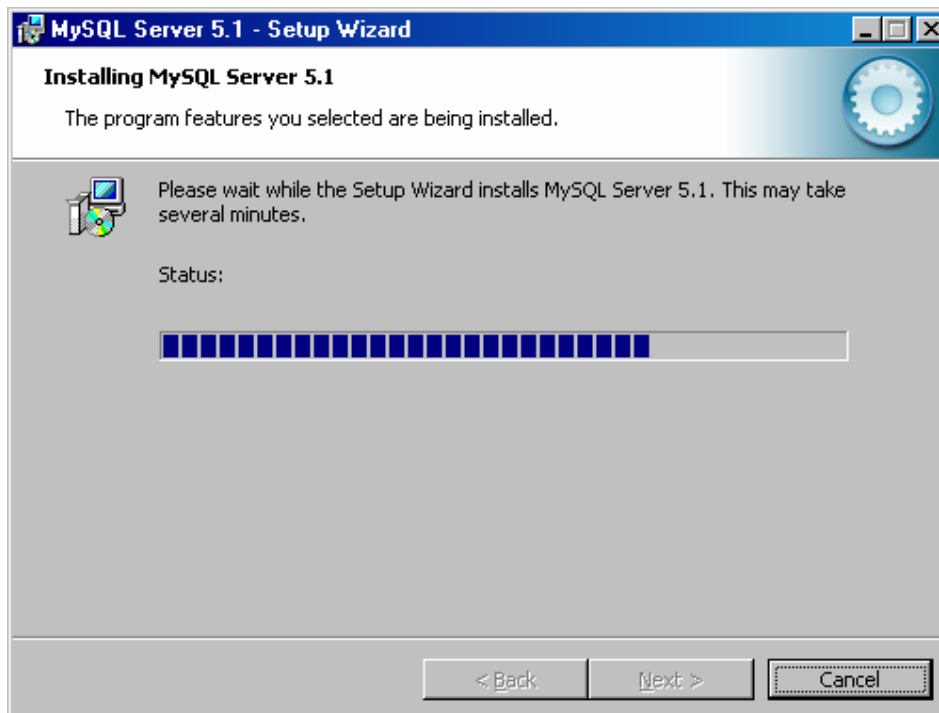 MySQL Server 5.1 - Setup Wizard
Installing MySQL Server 5.1
The program features you selected are being installed.
Please wait while the Setup Wizard installs MySQL Server 5.1. This may take
several minutes.
Status:
< Back
Next >
Cancel